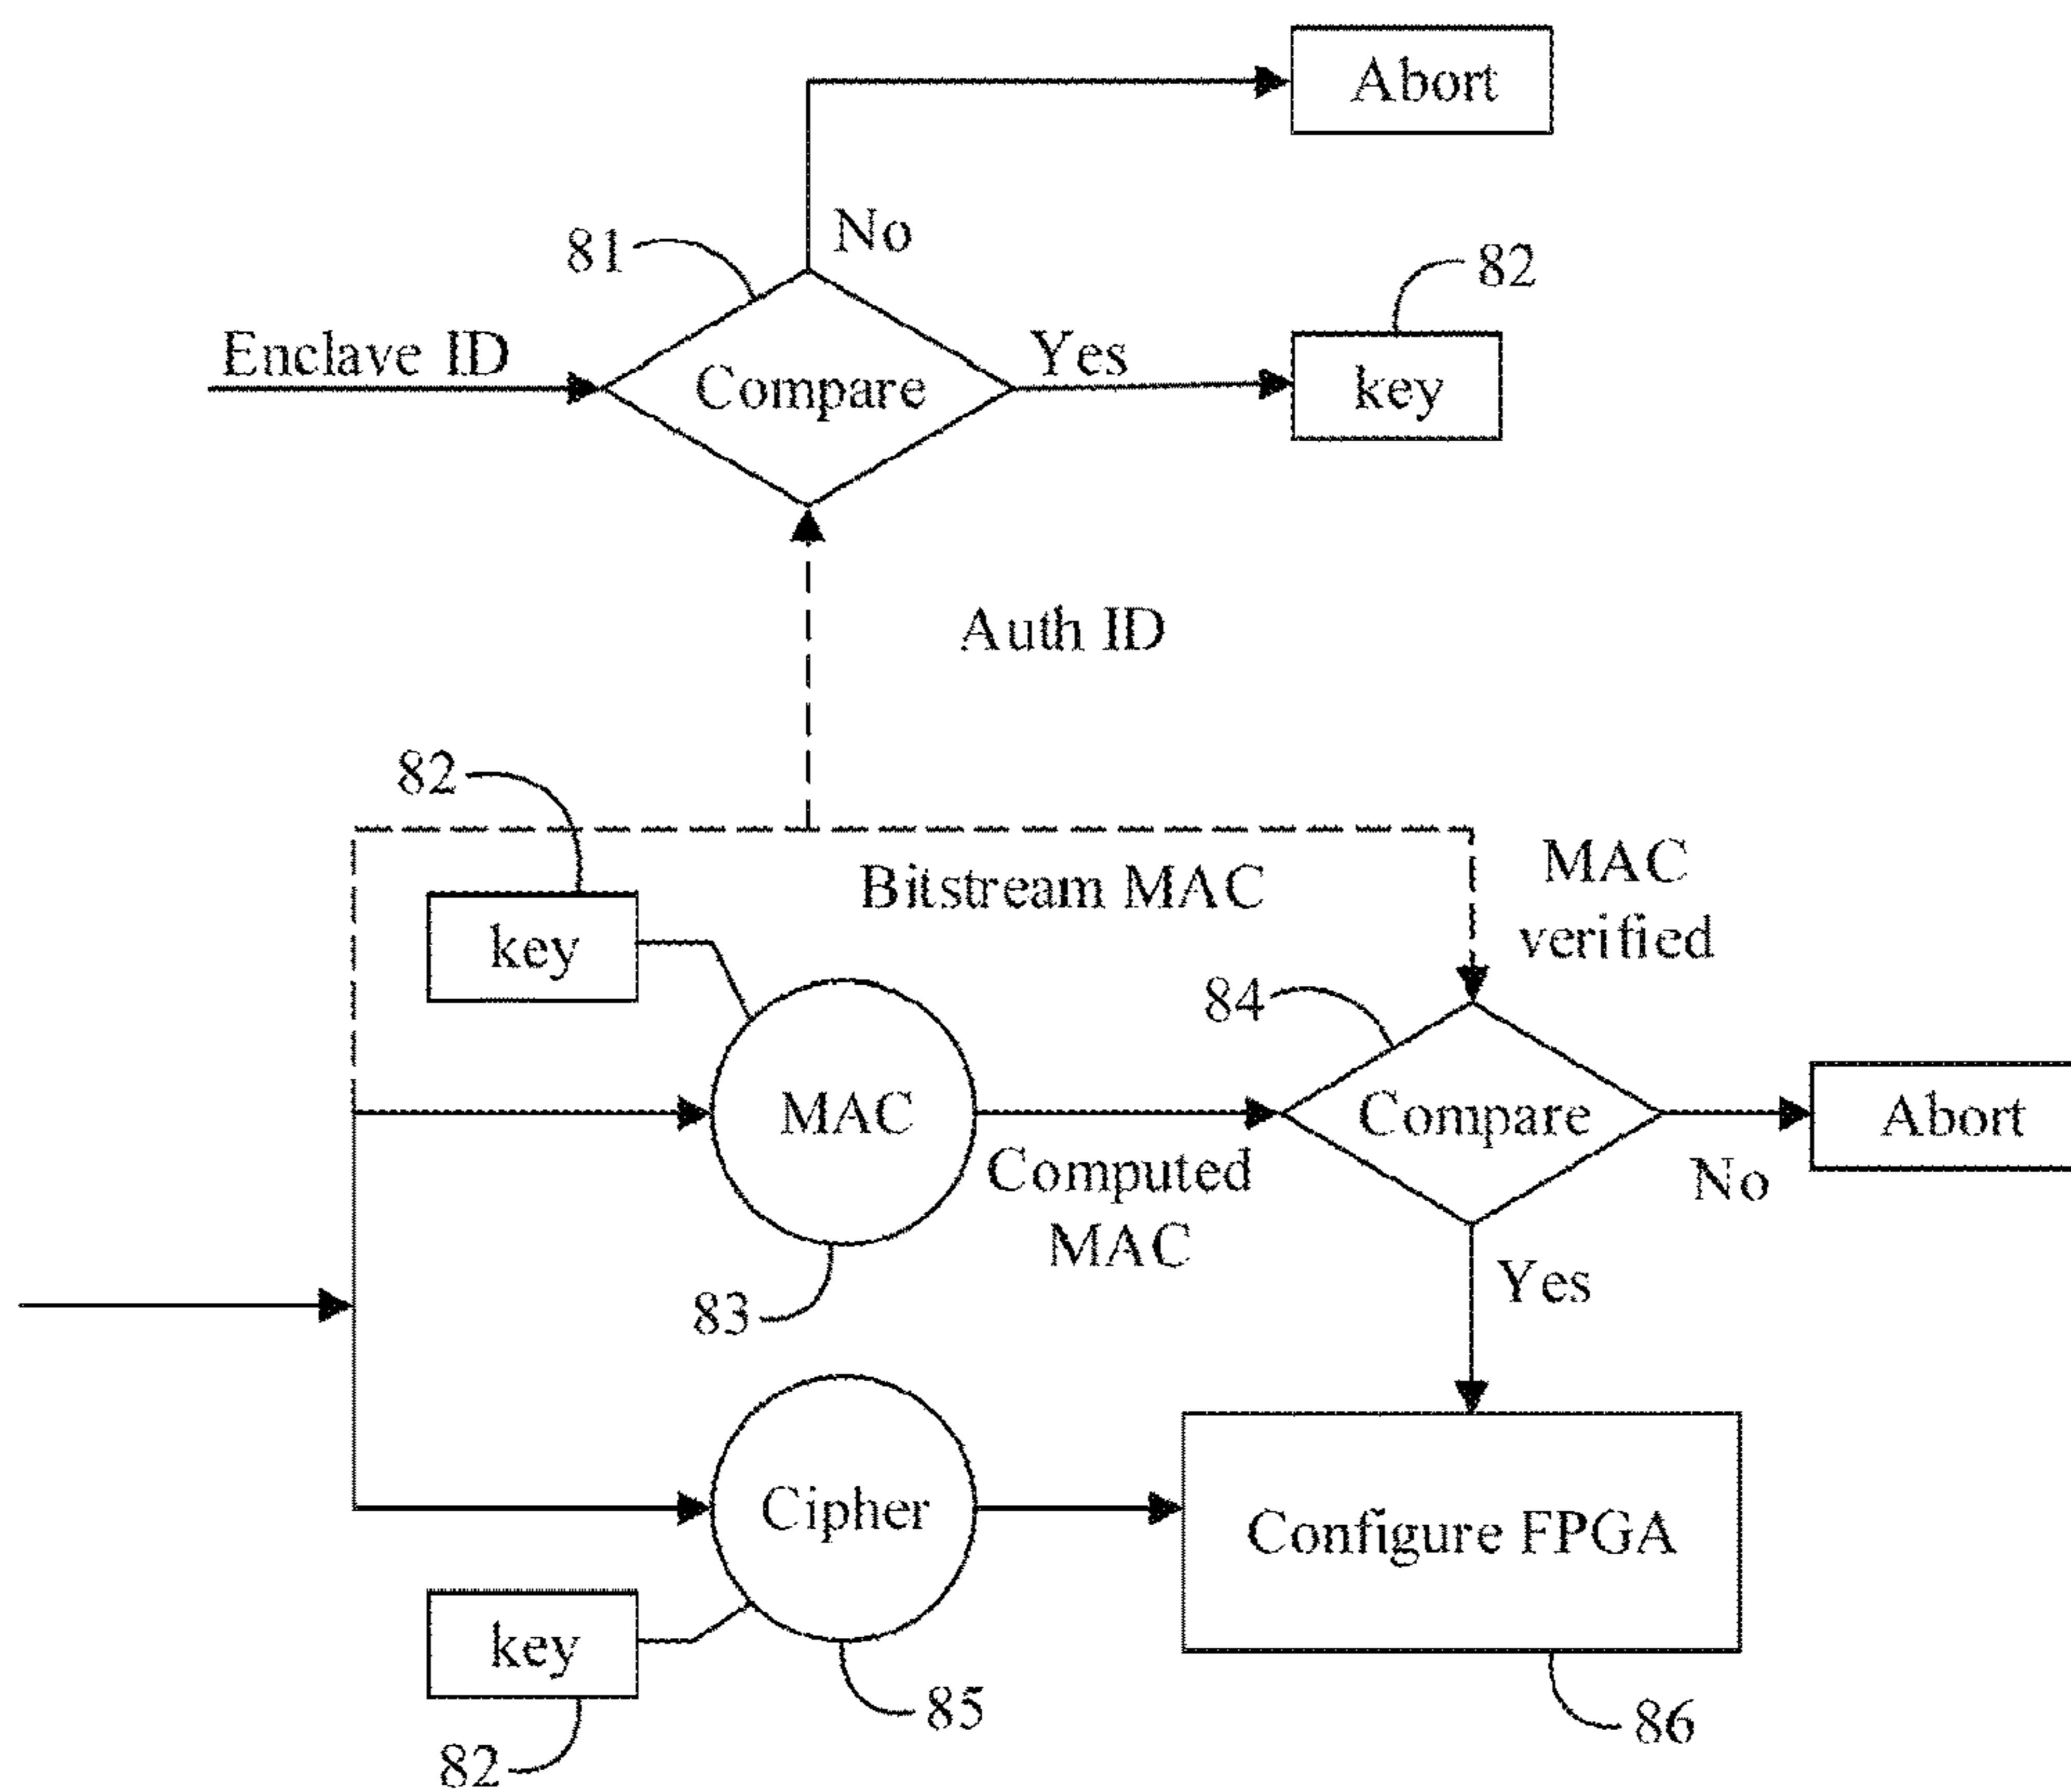 Abort
No
81
82
Enclave ID
Compare
Yes
key
Auth ID
82
Bitstream MAC
MAC
verified
key
84
MAC
Compare
Abort
Computed
MAC
No
Yes
83
Cipher
Configure FPGA
key
85
86
82